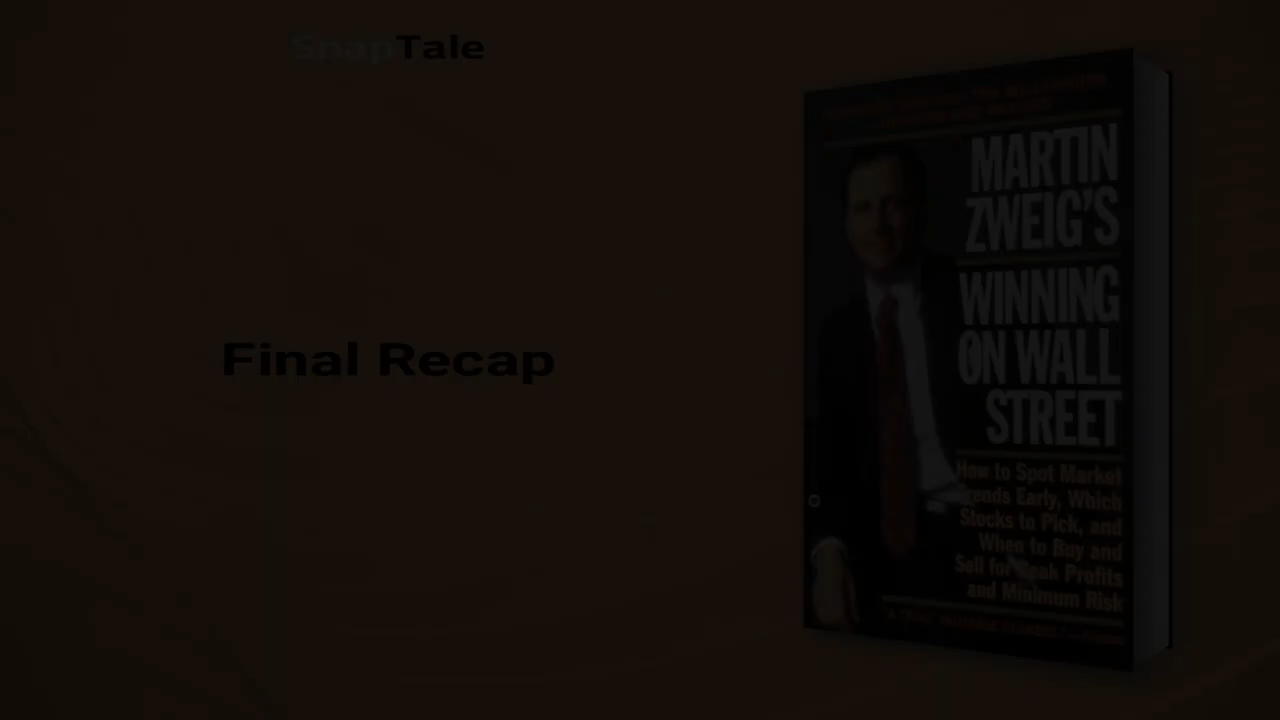 SnapTale
Final Recap
MARTIN
ZWEIG'S
WINNING
ON WALL
STREET
How to Spot Market
Trends Early, Which
Stocks to Pick, and
When to Buy and
Sell for Peak Profits
and Minimum Risk